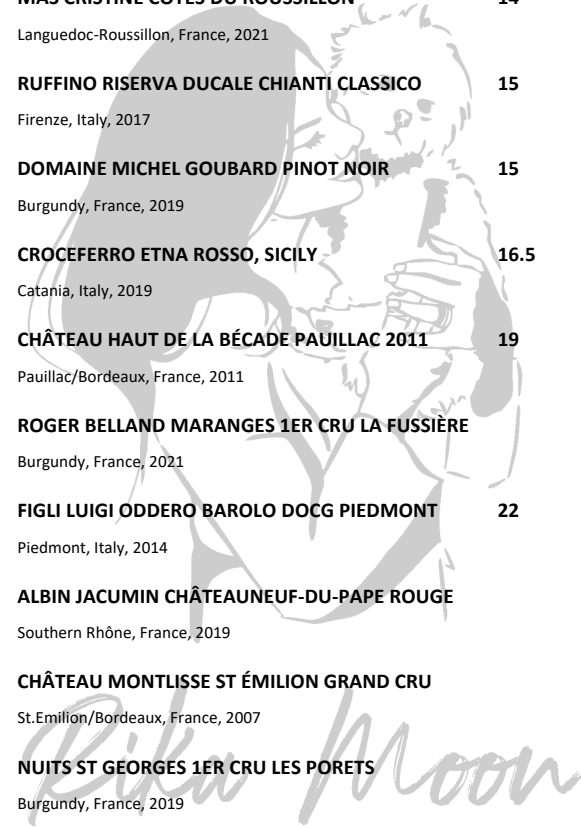 MAS CRISTINE CÔTES DU ROUSSILLON 14
Languedoc-Roussillon, France, 2021
RUFFINO RISERVA DUCALE CHIANTI CLASSICO 15
Firenze, Italy, 2017
DOMAINE MICHEL GOUBARD PINOT NOIR 15
Burgundy, France, 2019
CROCEFERRO ETNA ROSSO, SICILY 16.5
Catania, Italy, 2019
CHÂTEAU HAUT DE LA BÉCADE PAUILLAC 2011 19
Pauillac/Bordeaux, France, 2011
ROGER BELLAND MARANGES 1ER CRU LA FUSSIÈRE
Burgundy, France, 2021
FIGLI LUIGI ODDERO BAROLO DOCG PIEDMONT 22
Piedmont, Italy, 2014
ALBIN JACUMIN CHÂTEAUNEUF-DU-PAPE ROUGE
Southern Rhône, France, 2019
CHÂTEAU MONTLISSE ST ÉMILION GRAND CRU
St.Emilion/Bordeaux, France, 2007
NUITS ST GEORGES 1ER CRU LES PORETS
Burgundy, France, 2019
Rika Moon